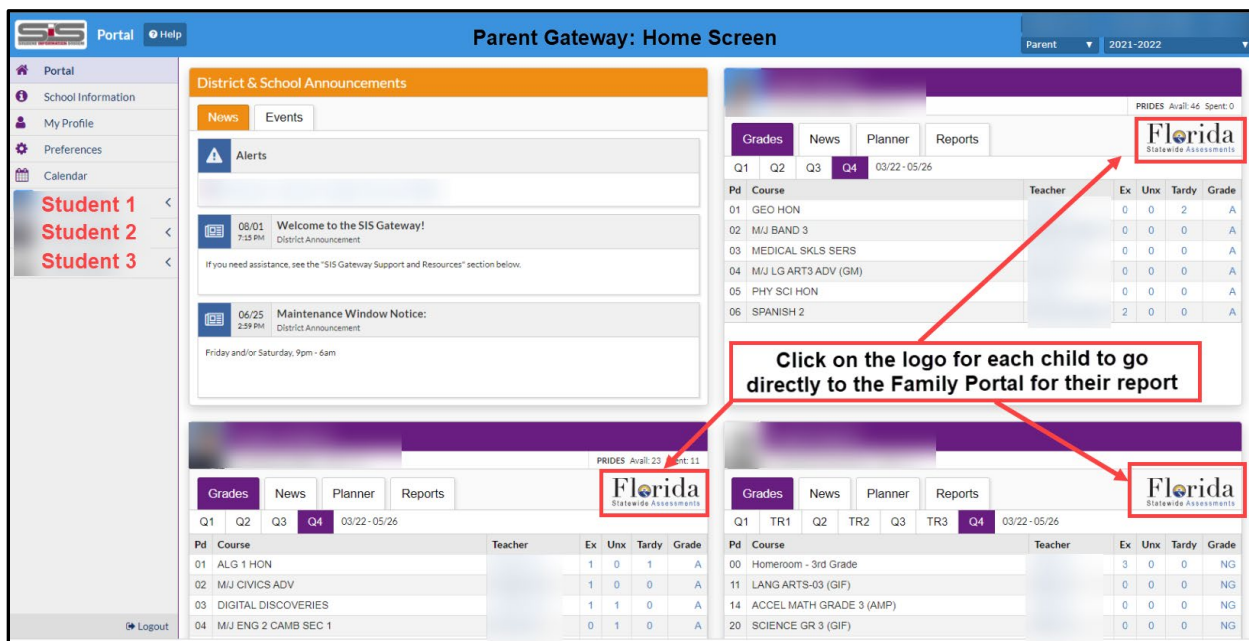 SIS
Portal
Help
Parent Gateway: Home Screen
Parent
2021-2022
Portal
School Information
My Profile
Preferences
Calendar
Student 1
Student 2
Student 3
Logout
District & School Announcements
News Events
Alerts
08/01 Welcome to the SIS Gateway!
7:15 PM District Announcement
If you need assistance, see the "SIS Gateway Support and Resources" section below.
06/25 Maintenance Window Notice:
2:59 PM District Announcement
Friday and/or Saturday, 9pm - 6am
PRIDES Avail: 46 Spent: 0
Grades News Planner Reports
Florida
Statewide Assessments
Q1 Q2 Q3 Q4 03/22 - 05/26
Pd Course Teacher Ex Unx Tardy Grade
01 GEO HON 0 0 2 A
02 M/J BAND 3 0 0 0 A
03 MEDICAL SKLS SERS 0 0 0 A
04 M/J LG ART3 ADV (GM) 0 0 0 A
05 PHY SCI HON 0 0 0 A
06 SPANISH 2 2 0 0 A
Click on the logo for each child to go
directly to the Family Portal for their report
PRIDES Avail: 23 11
Grades News Planner Reports
Florida
Statewide Assessments
Q1 Q2 Q3 Q4 03/22 - 05/26
Pd Course Teacher Ex Unx Tardy Grade
01 ALG 1 HON 1 0 1 A
02 M/J CIVICS ADV 1 0 0 A
03 DIGITAL DISCOVERIES 1 1 0 A
04 M/J ENG 2 CAMB SEC 1 0 1 0 A
Grades News Planner Reports
Florida
Statewide Assessments
Q1 TR1 Q2 TR2 Q3 TR3 Q4 03/22 - 05/26
Pd Course Teacher Ex Unx Tardy Grade
00 Homeroom - 3rd Grade 3 0 0 NG
11 LANG ARTS-03 (GIF) 0 0 0 NG
14 ACCEL MATH GRADE 3 (AMP) 0 0 0 NG
20 SCIENCE GR 3 (GIF) 0 0 0 NG